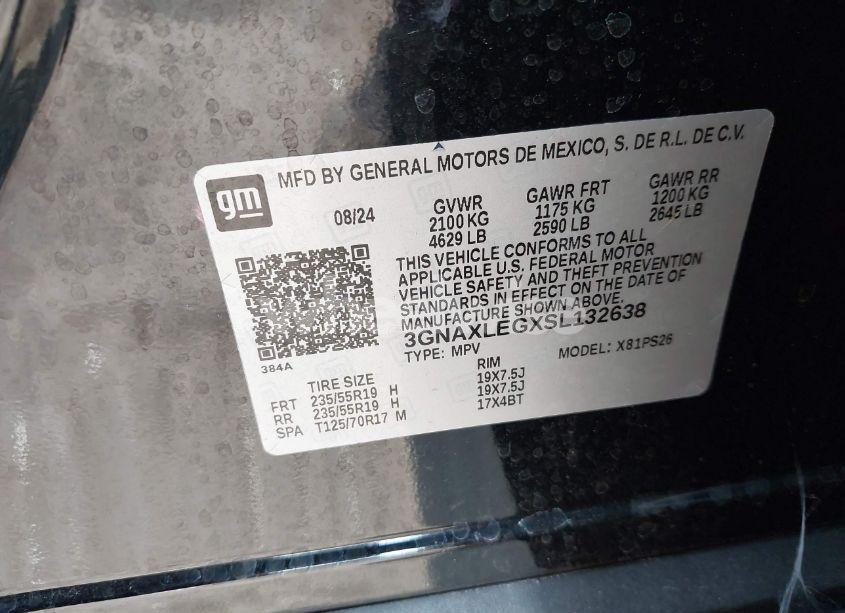 MFD BY GENERAL MOTORS DE MEXICO, S. DE R.L. DE C.V.
gm
08/24
GVWR
2100 KG
4629 LB
GAWR FRT
1175 KG
2590 LB
GAWR RR
1200 KG
2645 LB
THIS VEHICLE CONFORMS TO ALL
APPLICABLE U.S. FEDERAL MOTOR
VEHICLE SAFETY AND THEFT PREVENTION
STANDARDS IN EFFECT ON THE DATE OF
MANUFACTURE SHOWN ABOVE.
3GNAXLEGXSL132638
TYPE: MPV
MODEL: X81PS26
384A
TIRE SIZE
RIM
FRT 235/55R19 H 19X7.5J
RR 235/55R19 H 19X7.5J
SPA T125/70R17 M 17X4BT